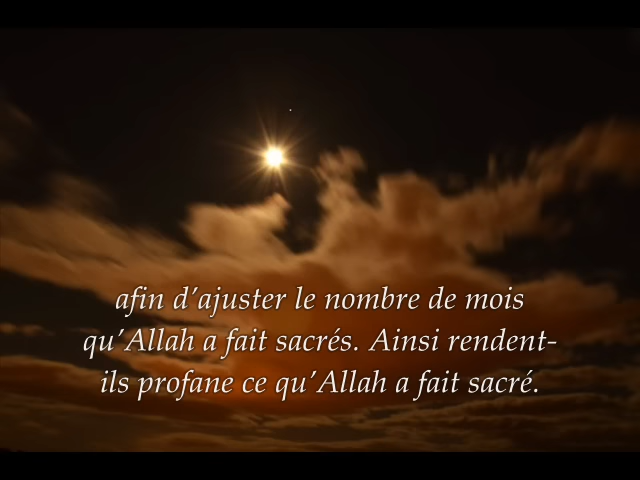 afin d’ajuster le nombre de mois
qu’Allah a fait sacrés. Ainsi rendent-
ils profane ce qu’Allah a fait sacré.